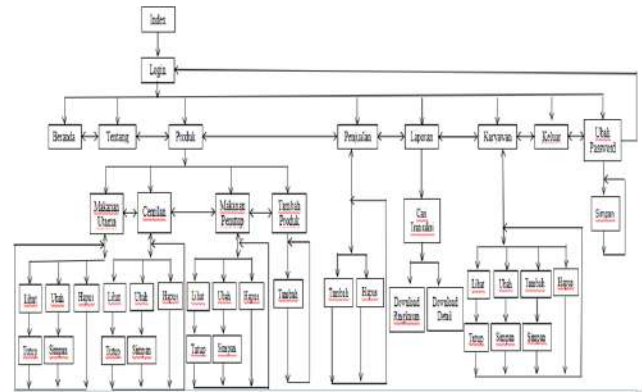 Index
Login
Beranda
Tentang
Produk
Penjualan
Laporan
Karyawan
Keluar
Ubah
Password
Makanan
Utama
Cemilan
Makanan
Penutup
Tambah
Produk
Cari
Transaksi
Simpan
Lihat
Ubah
Hapus
Lihat
Ubah
Hapus
Lihat
Ubah
Hapus
Tambah
Tambah
Hapus
Download
Ringkasan
Download
Detail
Lihat
Ubah
Tambah
Hapus
Tutup
Simpan
Tutup
Simpan
Tutup
Simpan
Tutup
Simpan
Simpan